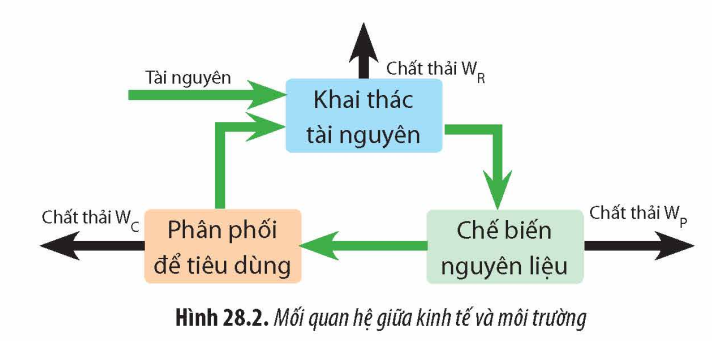 Chất thải W_R
Tài nguyên
Khai thác
tài nguyên
Chất thải W_C
Phân phối
để tiêu dùng
Chế biến
nguyên liệu
Chất thải W_P
Hình 28.2. Mối quan hệ giữa kinh tế và môi trường